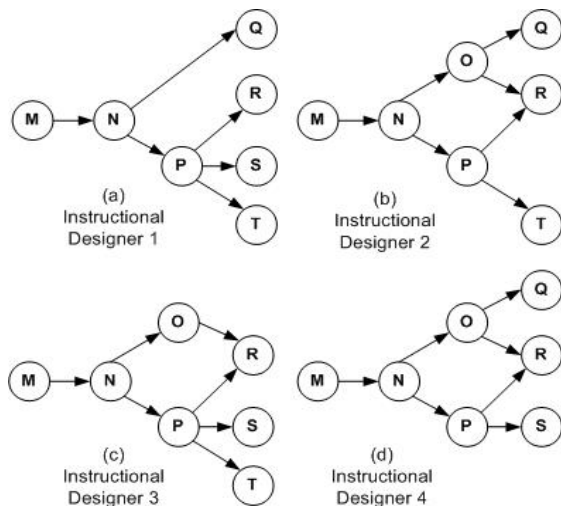 Q
O
R
M
N
P
S
T
(a)
Instructional
Designer 1
Q
O
R
M
N
P
T
(b)
Instructional
Designer 2
O
R
M
N
P
S
T
(c)
Instructional
Designer 3
Q
O
R
M
N
P
S
(d)
Instructional
Designer 4